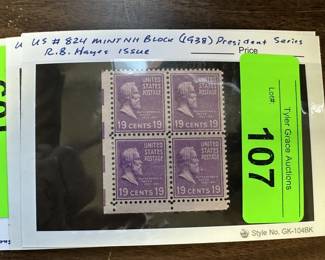 US # 824 MINT NH BLOCK (1938) President Series
R.B. Hayes ISSUE
Price
UNITED STATES POSTAGE
19 CENTS 19
UNITED STATES POSTAGE
19 CENTS 19
UNITED STATES POSTAGE
19 CENTS 19
UNITED STATES POSTAGE
19 CENTS 19
Lot#:
107
Tyler Grace Auctions
Style No. GK-104BK